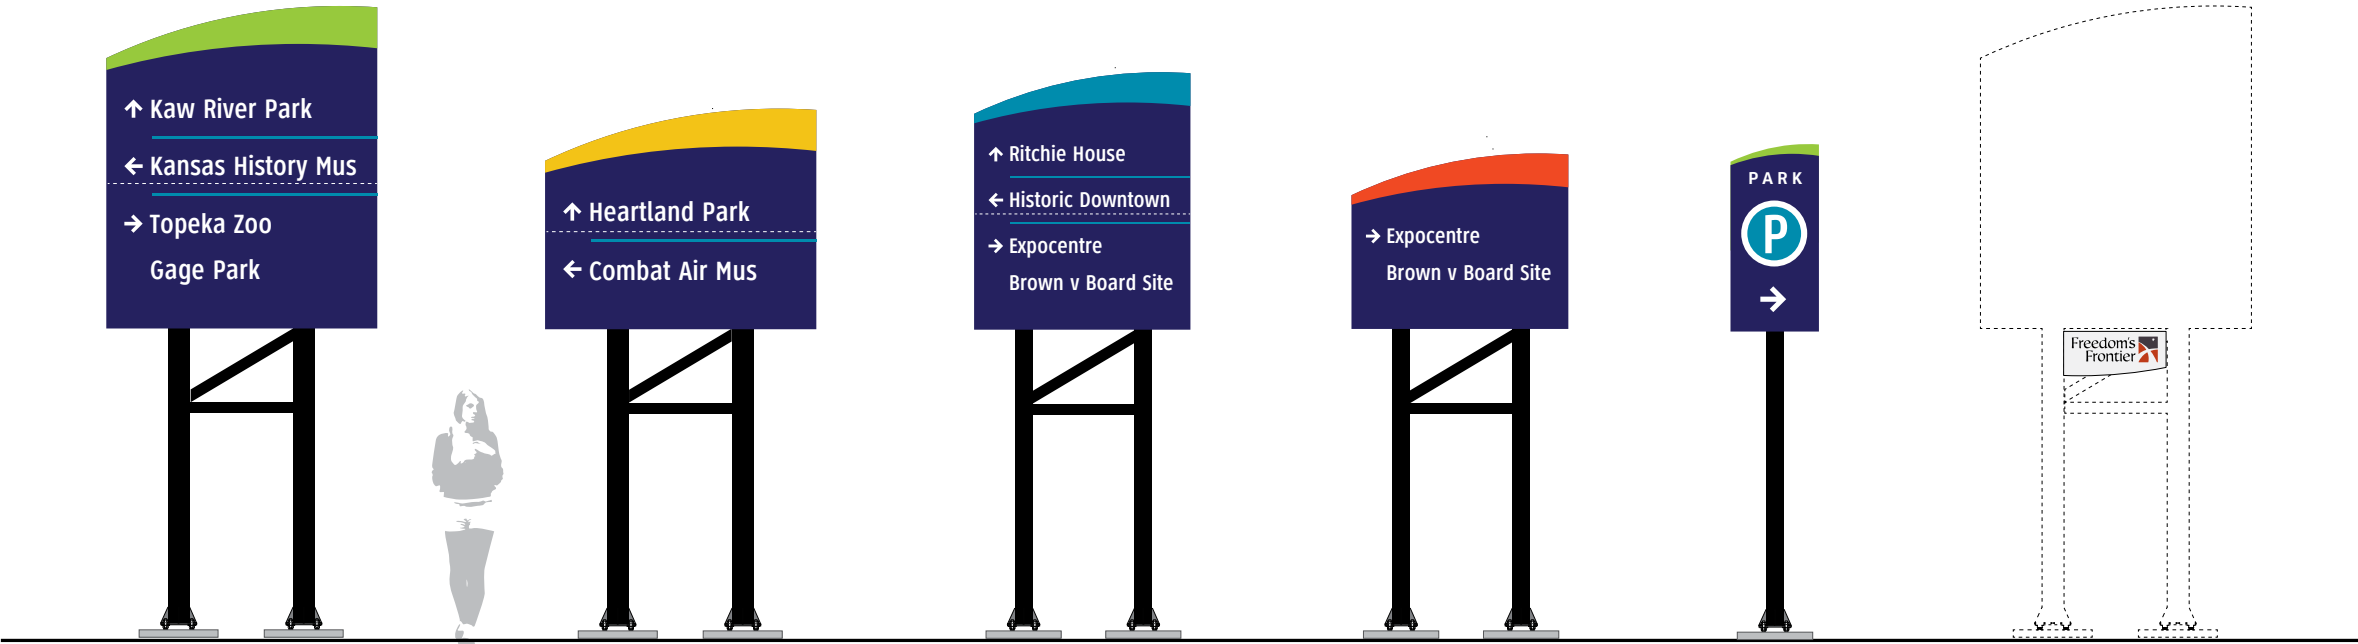 ↑ Kaw River Park
← Kansas History Mus
→ Topeka Zoo
Gage Park
↑ Heartland Park
← Combat Air Mus
↑ Ritchie House
← Historic Downtown
→ Expocentre
Brown v Board Site
→ Expocentre
Brown v Board Site
PARK
P
→
Freedom's
Frontier